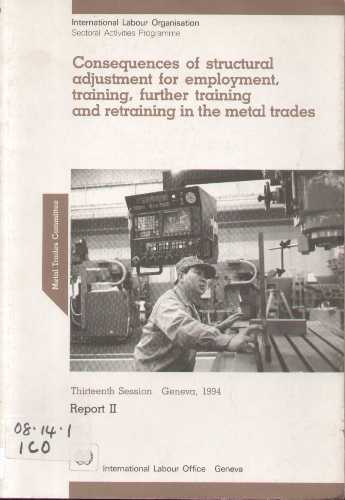 International Labour Organisation
Sectoral Activities Programme
Consequences of structural
adjustment for employment,
training, further training
and retraining in the metal trades
Metal Trades Committee
Thirteenth Session Geneva, 1994
Report II
08.14.1
ICO
International Labour Office Geneva